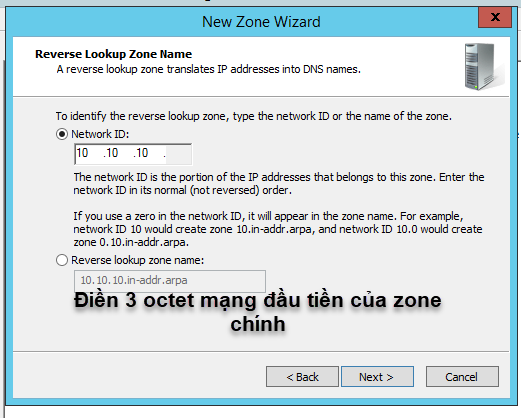 New Zone Wizard
x
Reverse Lookup Zone Name
A reverse lookup zone translates IP addresses into DNS names.
To identify the reverse lookup zone, type the network ID or the name of the zone.
Network ID:
10 .10 .10 .
The network ID is the portion of the IP addresses that belongs to this zone. Enter the
network ID in its normal (not reversed) order.
If you use a zero in the network ID, it will appear in the zone name. For example,
network ID 10 would create zone 10.in-addr.arpa, and network ID 10.0 would create
zone 0.10.in-addr.arpa.
Reverse lookup zone name:
10.10.10.in-addr.arpa
Điền 3 octet mạng đầu tiền của zone
chính
< Back
Next >
Cancel